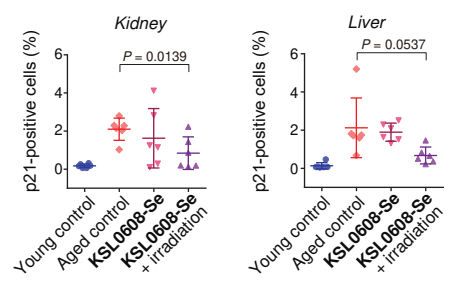 Kidney
p21-positive cells (%)
6
4
2
0
P = 0.0139
Young control
Aged control
KSL0608-Se
KSL0608-Se
+ irradiation
Liver
p21-positive cells (%)
6
4
2
0
P = 0.0537
Young control
Aged control
KSL0608-Se
KSL0608-Se
+ irradiation